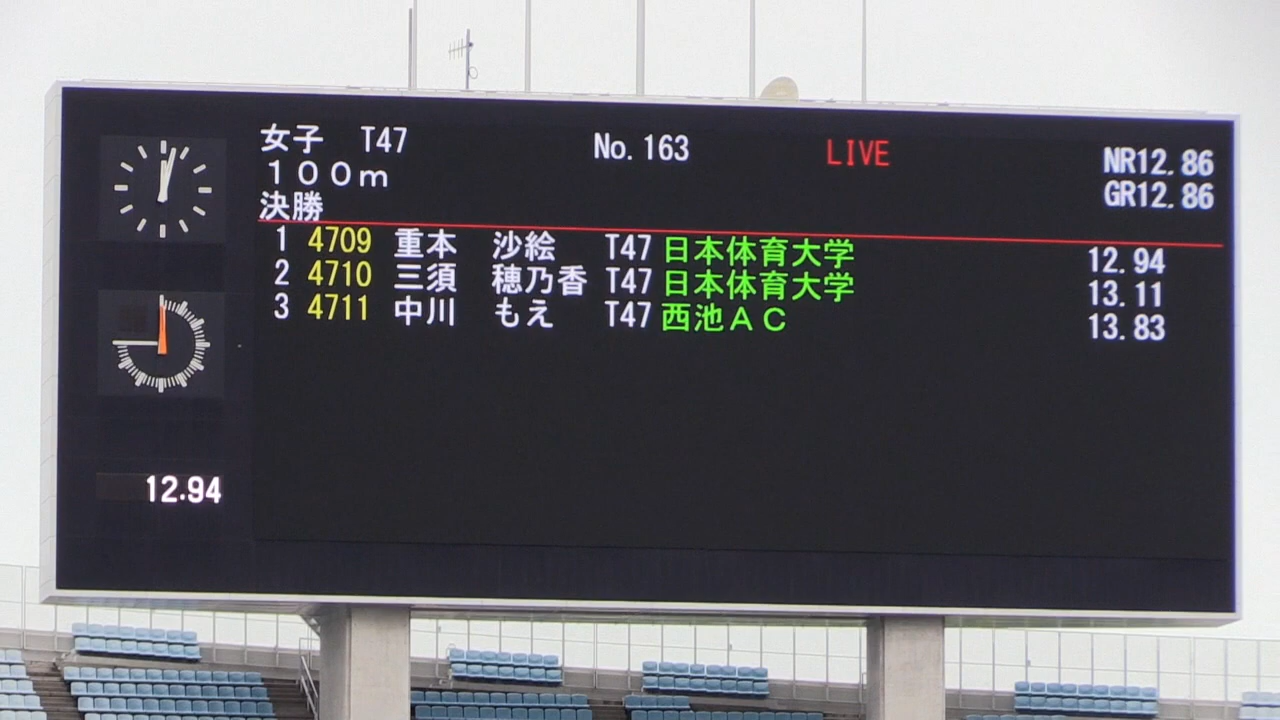 女子 T47 No.163 LIVE NR12.86
100m GR12.86
決勝
1 4709 重本 沙絵 T47 日本体育大学 12.94
2 4710 三須 穂乃香 T47 日本体育大学 13.11
3 4711 中川 もえ T47 西池AC 13.83
12.94